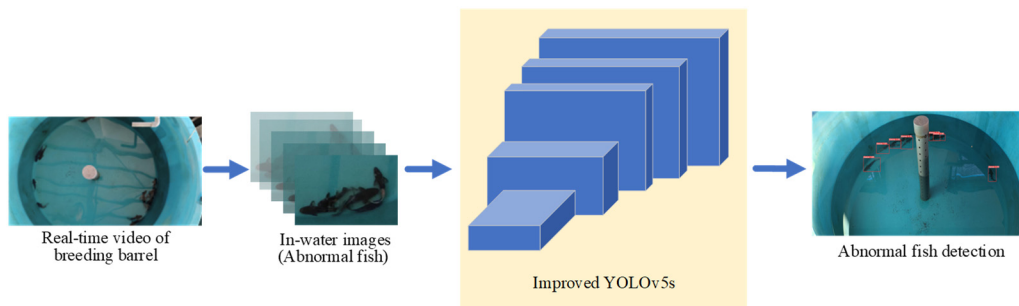 Real-time video of
breeding barrel
In-water images
(Abnormal fish)
Improved YOLOv5s
Abnormal fish detection